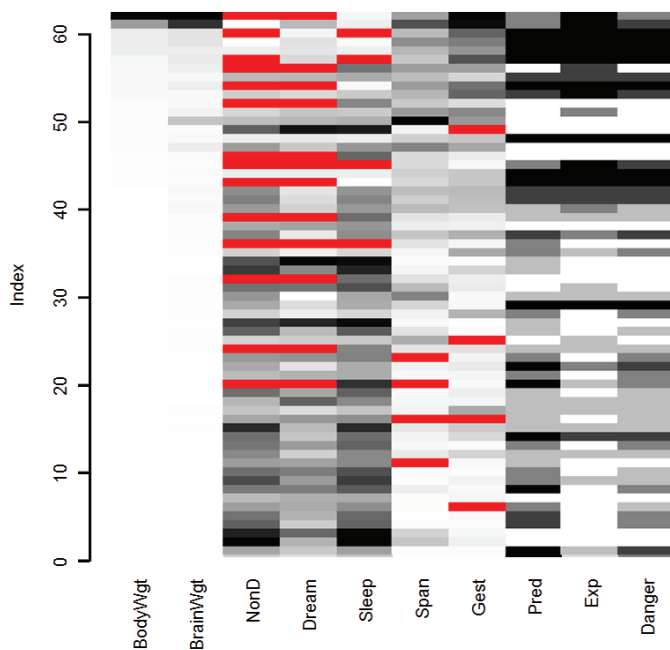 60
50
40
30
20
10
0
Index
BodyWgt
BrainWgt
NonD
Dream
Sleep
Span
Gest
Pred
Exp
Danger